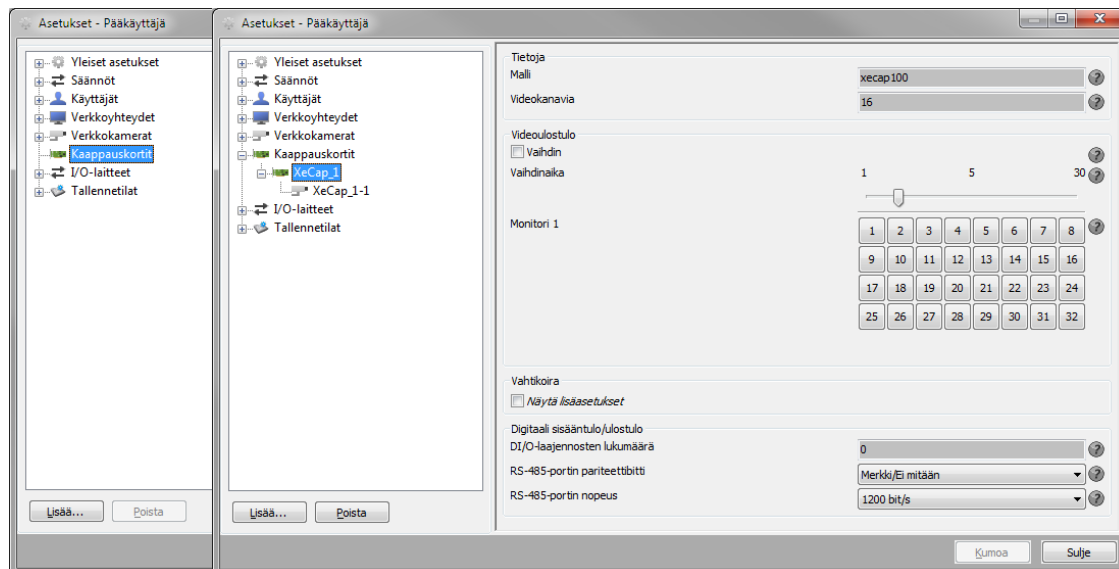 Asetukset - Pääkäyttäjä
Yleiset asetukset
Säännöt
Käyttäjät
Verkkoyhteydet
Verkkokamerat
Kaappauskortit
I/O-laitteet
Tallennetilat
Lisää...
Poista
Asetukset - Pääkäyttäjä
Yleiset asetukset
Säännöt
Käyttäjät
Verkkoyhteydet
Verkkokamerat
Kaappauskortit
XeCap_1
XeCap_1-1
I/O-laitteet
Tallennetilat
Lisää...
Poista
Tietoja
Malli xecap100
Videokanavia 16
Videoulostulo
Vaihdin
Vaihdinaika 1 5 30
Monitori 1
1 2 3 4 5 6 7 8
9 10 11 12 13 14 15 16
17 18 19 20 21 22 23 24
25 26 27 28 29 30 31 32
Vahtikoira
Näytä lisäasetukset
Digitaali sisääntulo/ulostulo
DI/O-laajennosten lukumäärä 0
RS-485-portin pariteettibitti Merkki/Ei mitään
RS-485-portin nopeus 1200 bit/s
Kumoa Sulje